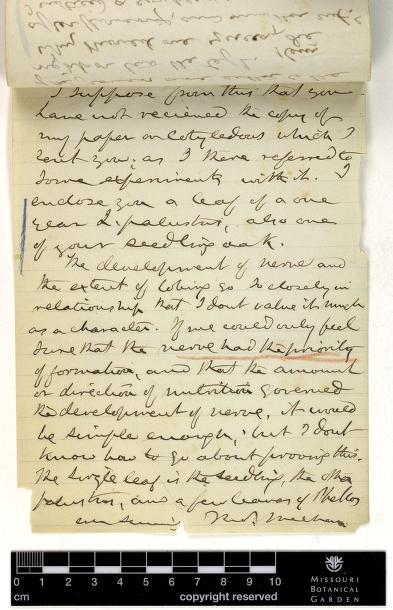 I suppose from this that you
have not recieved the copy of
my paper on Cotyledons which I
sent you; as I there referred to
some experiments with it. I
enclose you a leaf of a one
year Q. palustris, also one
of your seedling oak.
The development of nerve and
the extent of lobing go so closely in
relationship that I dont value it much
as a character. If we could only feel
sure that the nerve had the priority
of formation, and that the amount
or direction of nutrition governed
the development of nerve, it would
be simple enough, but I dont
know how to go about prooving this.
The single leaf is the seedling, the other
palustris, and a few leaves of Phellos
Thos. Meehan
cm 0 1 2 3 4 5 6 7 8 9 10
copyright reserved
MISSOURI
BOTANICAL
GARDEN